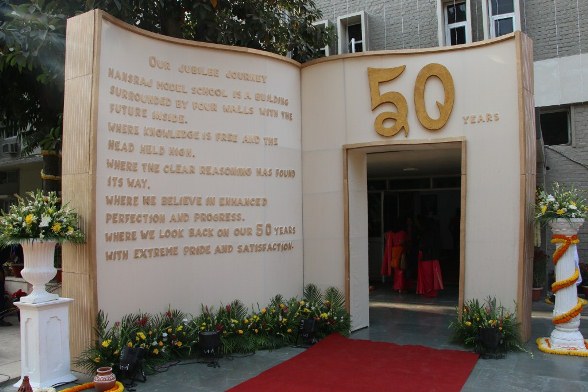 OUR JUBILEE JOURNEY
HANSRAJ MODEL SCHOOL IS A BUILDING
SURROUNDED BY FOUR WALLS WITH THE
FUTURE INSIDE.
WHERE KNOWLEDGE IS FREE AND THE
HEAD HELD HIGH.
WHERE THE CLEAR REASONING HAS FOUND
ITS WAY.
WHERE WE BELIEVE IN ENHANCED
PERFECTION AND PROGRESS.
WHERE WE LOOK BACK ON OUR 50 YEARS
WITH EXTREME PRIDE AND SATISFACTION.
50 YEARS